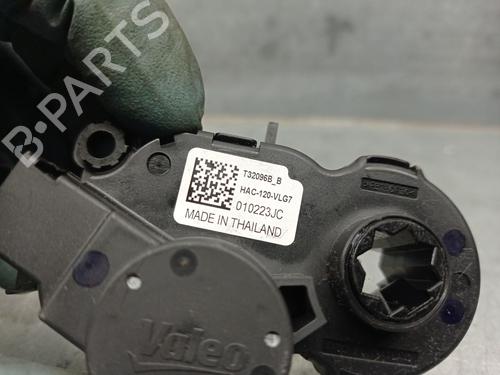 B-PARTS
T32096B_B
HAC-120-VLG7
010223JC
MADE IN THAILAND
Valeo